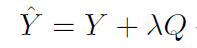 Ŷ = Y + λQ